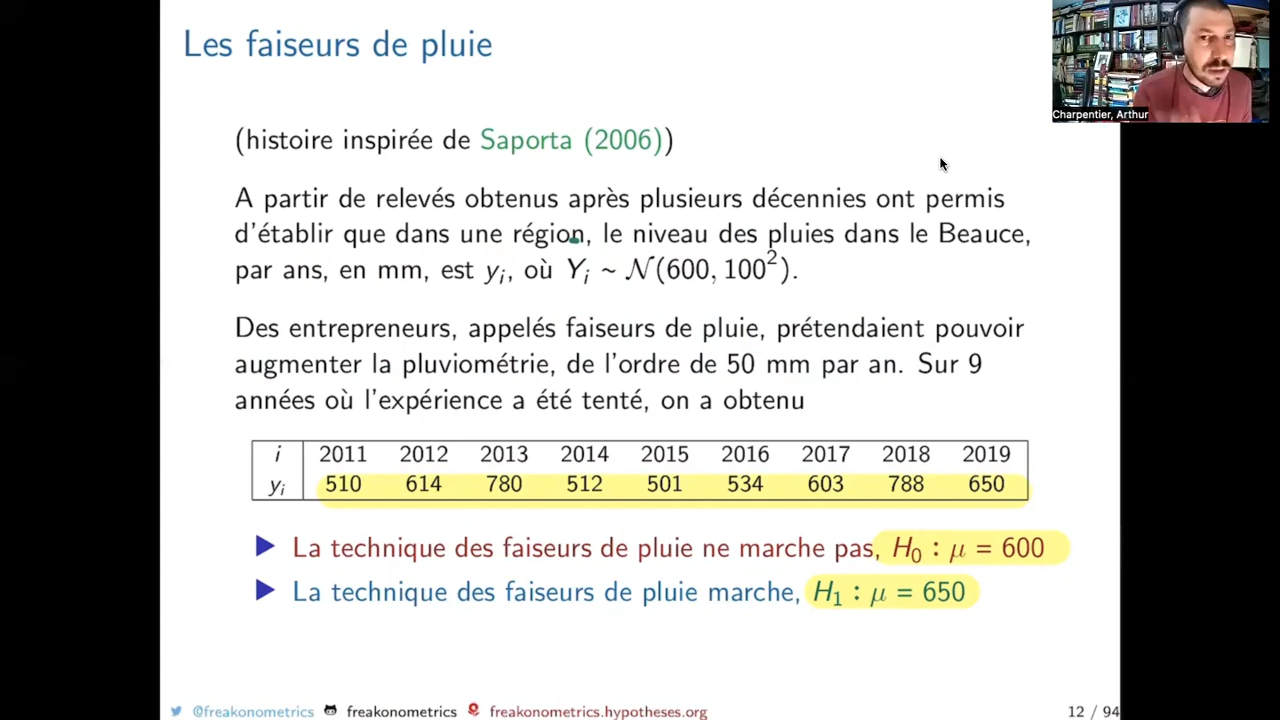 Les faiseurs de pluie
Charpentier, Arthur
(histoire inspirée de Saporta (2006))
A partir de relevés obtenus après plusieurs décennies ont permis
d'établir que dans une région, le niveau des pluies dans le Beauce,
par ans, en mm, est yᵢ, où Yᵢ ~ 𝒩(600, 100²).
Des entrepreneurs, appelés faiseurs de pluie, prétendaient pouvoir
augmenter la pluviométrie, de l'ordre de 50 mm par an. Sur 9
années où l'expérience a été tenté, on a obtenu
i 2011 2012 2013 2014 2015 2016 2017 2018 2019
yᵢ 510 614 780 512 501 534 603 788 650
▶ La technique des faiseurs de pluie ne marche pas, H₀ : μ = 600
▶ La technique des faiseurs de pluie marche, H₁ : μ = 650
@freakonometrics freakonometrics freakonometrics.hypotheses.org 12 / 94